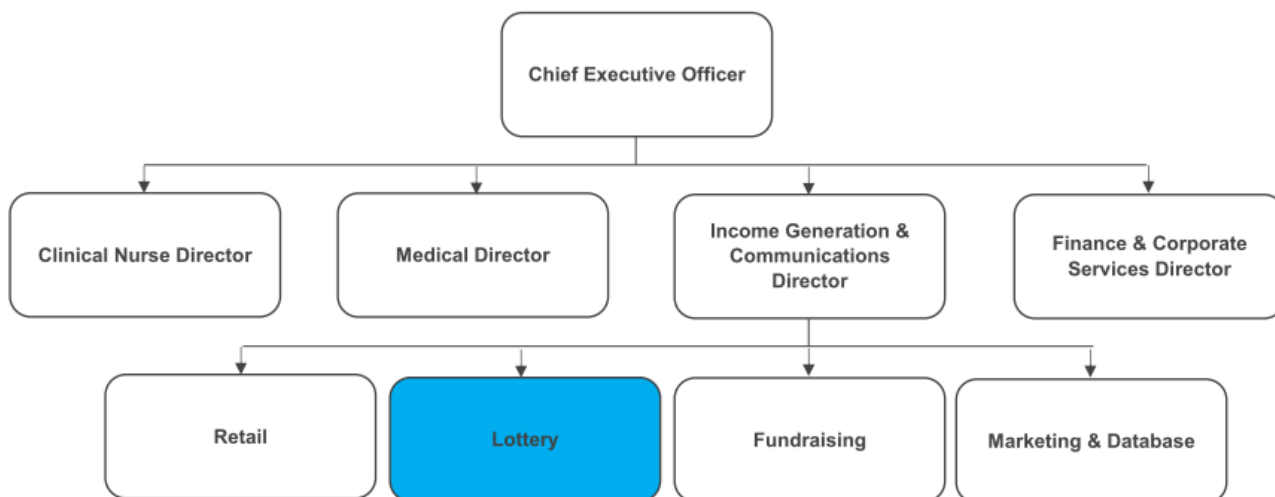 Chief Executive Officer
Clinical Nurse Director
Medical Director
Income Generation &
Communications
Director
Finance & Corporate
Services Director
Retail
Lottery
Fundraising
Marketing & Database